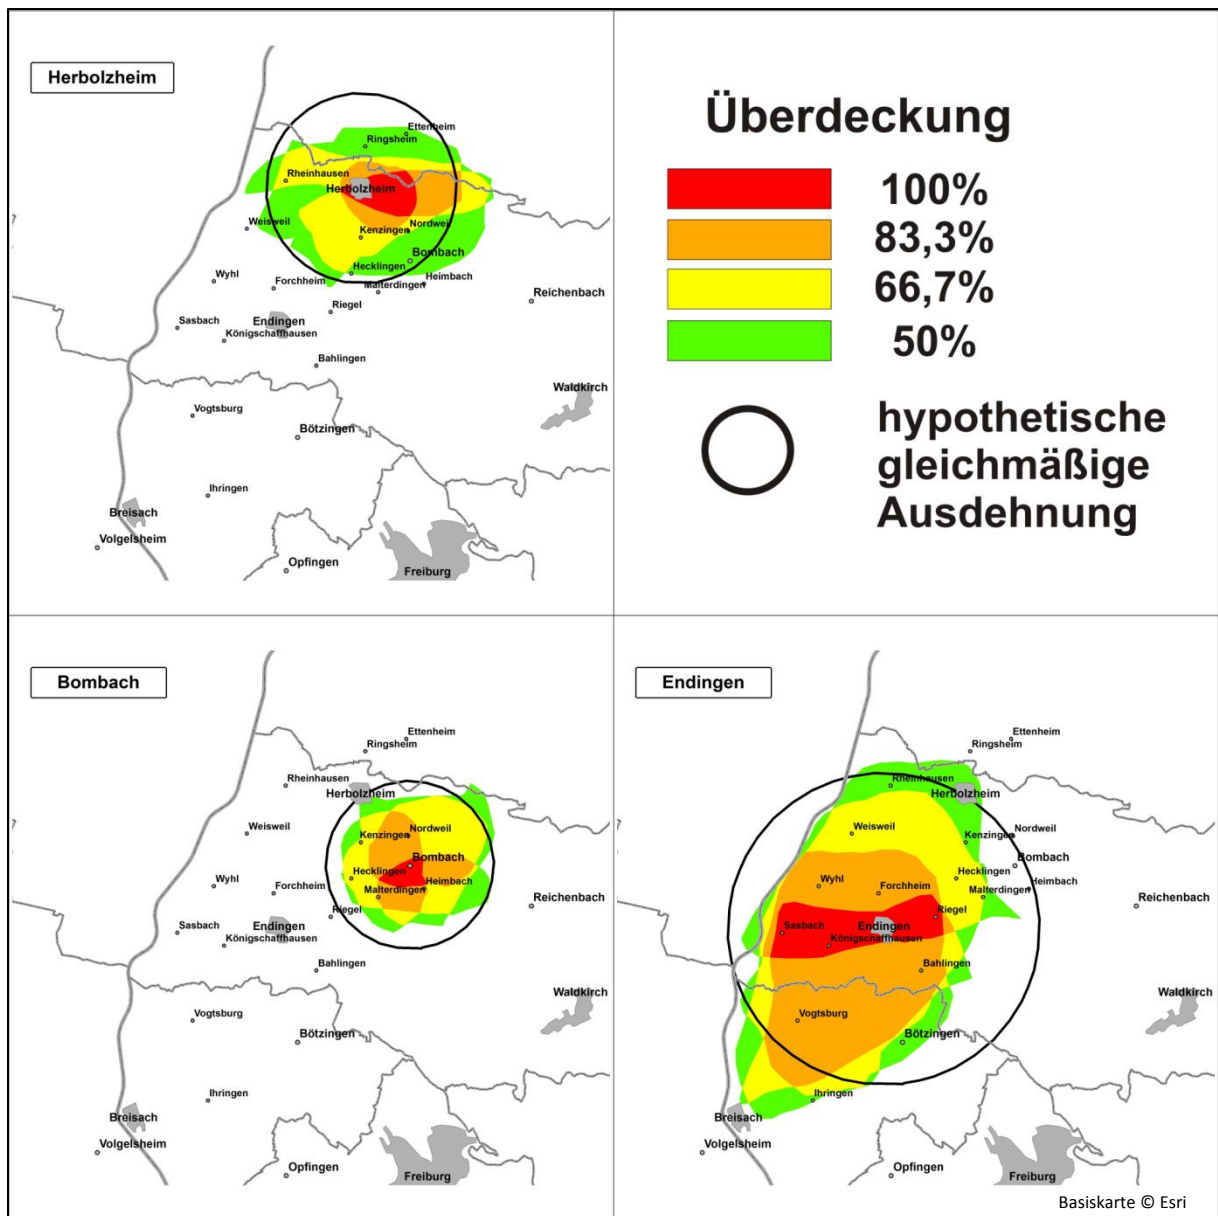 Herbolzheim
Ettenheim
Ringsheim
Rheinhausen
Herbolzheim
Weisweil
Nordweil
Kenzingen
Bombach
Hecklingen
Heimbach
Wyhl
Forchheim
Malterdingen
Reichenbach
Riegel
Sasbach
Endingen
Königschaffhausen
Bahlingen
Waldkirch
Vogtsburg
Bötzingen
Ihringen
Breisach
Volgelsheim
Opfingen
Freiburg
Überdeckung
100%
83,3%
66,7%
50%
hypothetische
gleichmäßige
Ausdehnung
Bombach
Ettenheim
Ringsheim
Rheinhausen
Herbolzheim
Weisweil
Nordweil
Kenzingen
Bombach
Hecklingen
Heimbach
Wyhl
Forchheim
Malterdingen
Reichenbach
Riegel
Sasbach
Endingen
Königschaffhausen
Bahlingen
Waldkirch
Vogtsburg
Bötzingen
Ihringen
Breisach
Volgelsheim
Opfingen
Freiburg
Endingen
Ettenheim
Ringsheim
Rheinhausen
Herbolzheim
Weisweil
Nordweil
Kenzingen
Bombach
Hecklingen
Heimbach
Wyhl
Forchheim
Malterdingen
Reichenbach
Riegel
Sasbach
Endingen
Königschaffhausen
Bahlingen
Waldkirch
Vogtsburg
Bötzingen
Ihringen
Breisach
Volgelsheim
Opfingen
Freiburg
Basiskarte © Esri